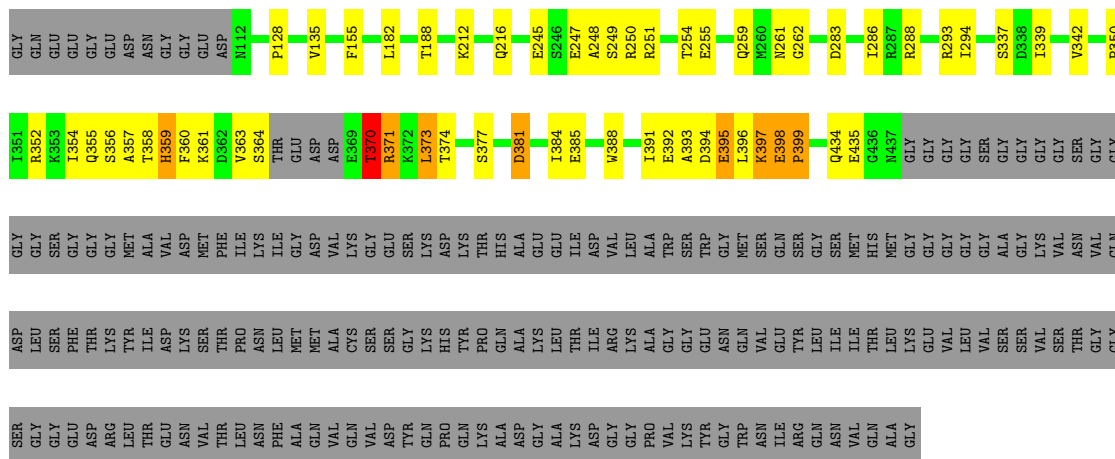 GLY GLN GLU GLU GLY GLU ASP ASN GLY GLY GLU ASP N112 P128 V135 F155 L182 T188 K212 Q216 E245 S246 E247 A248 S249 R250 R251 T254 E255 Q259 M260 N261 G262 D283 I286 R287 R288 R293 I294 S337 D338 I339 V342
I351 R352 K353 I354 Q355 S356 A357 T358 H359 F360 K361 D362 V363 S364 THR GLU ASP ASP E369 T370 R371 K372 L373 T374 S377 D381 I384 E385 W388 I391 E392 A393 D394 E395 L396 K397 E398 P399 Q434 E435 G436 N437 GLY GLY GLY GLY SER GLY GLY GLY GLY SER GLY GLY
GLY GLY SER GLY GLY GLY MET ALA VAL ASP MET PHE ILE LYS ILE GLY ASP VAL LYS GLY GLU SER LYS ASP LYS THR HIS ALA GLU GLU ILE ASP VAL LEU ALA TRP SER TRP GLY MET SER GLN SER GLY SER MET HIS MET GLY GLY GLY GLY GLY ALA GLY LYS VAL ASN VAL GLN
ASP LEU SER PHE THR LYS TYR ILE ASP LYS SER THR PRO ASN LEU MET MET ALA CYS SER SER GLY LYS HIS TYR PRO GLN ALA LYS LEU THR ILE ARG LYS ALA GLY GLY GLU ASN GLN VAL GLU TYR LEU ILE ILE THR LEU LYS GLU VAL LEU VAL SER SER VAL SER THR GLY GLY
SER GLY GLY GLU ASP ARG LEU THR GLU ASN VAL THR LEU ASN PHE ALA GLN VAL GLN VAL ASP TYR GLN PRO GLN LYS ALA ASP GLY ALA LYS ASP GLY GLY PRO VAL LYS TYR GLY TRP ASN ILE ARG GLN ASN VAL GLN ALA GLY